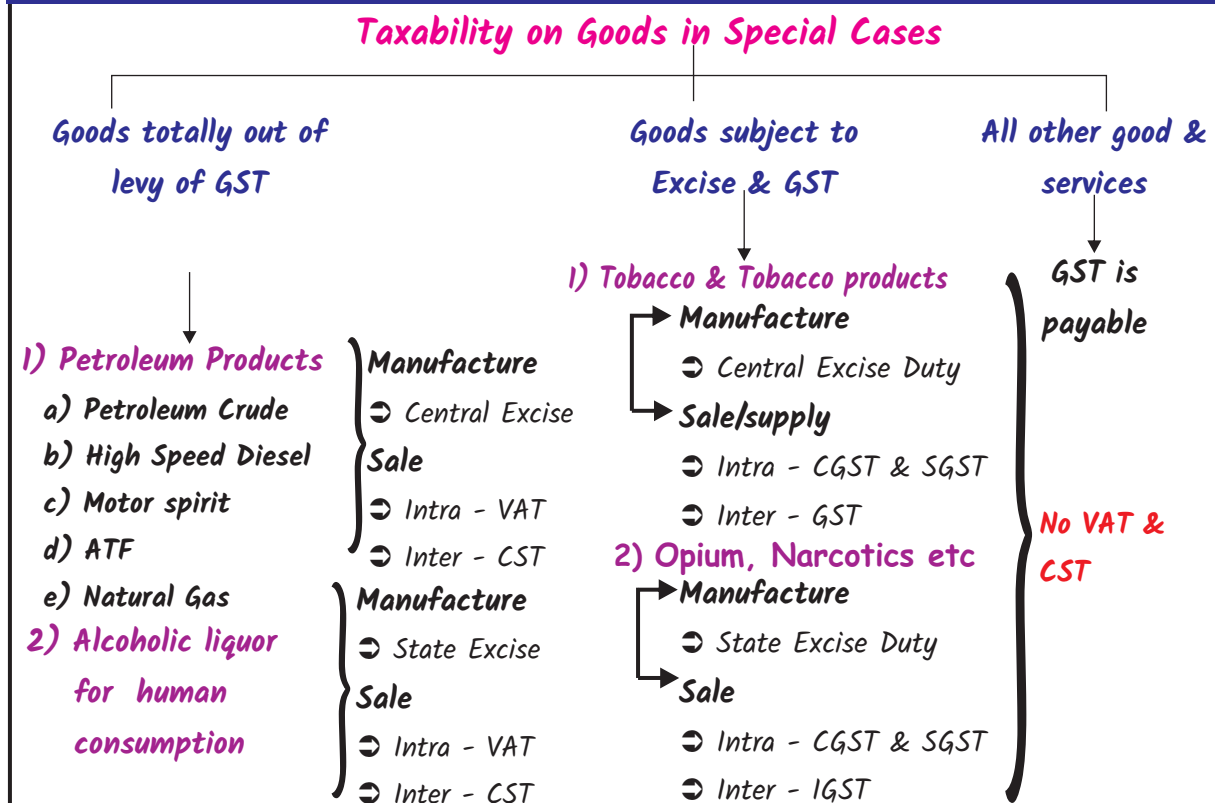 Taxability on Goods in Special Cases
Goods totally out of
levy of GST
1) Petroleum Products
a) Petroleum Crude
b) High Speed Diesel
c) Motor spirit
d) ATF
e) Natural Gas
Manufacture
➲ Central Excise
Sale
➲ Intra - VAT
➲ Inter - CST
2) Alcoholic liquor
for human
consumption
Manufacture
➲ State Excise
Sale
➲ Intra - VAT
➲ Inter - CST
Goods subject to
Excise & GST
1) Tobacco & Tobacco products
Manufacture
➲ Central Excise Duty
Sale/supply
➲ Intra - CGST & SGST
➲ Inter - GST
2) Opium, Narcotics etc
Manufacture
➲ State Excise Duty
Sale
➲ Intra - CGST & SGST
➲ Inter - IGST
No VAT &
CST
All other good &
services
GST is
payable